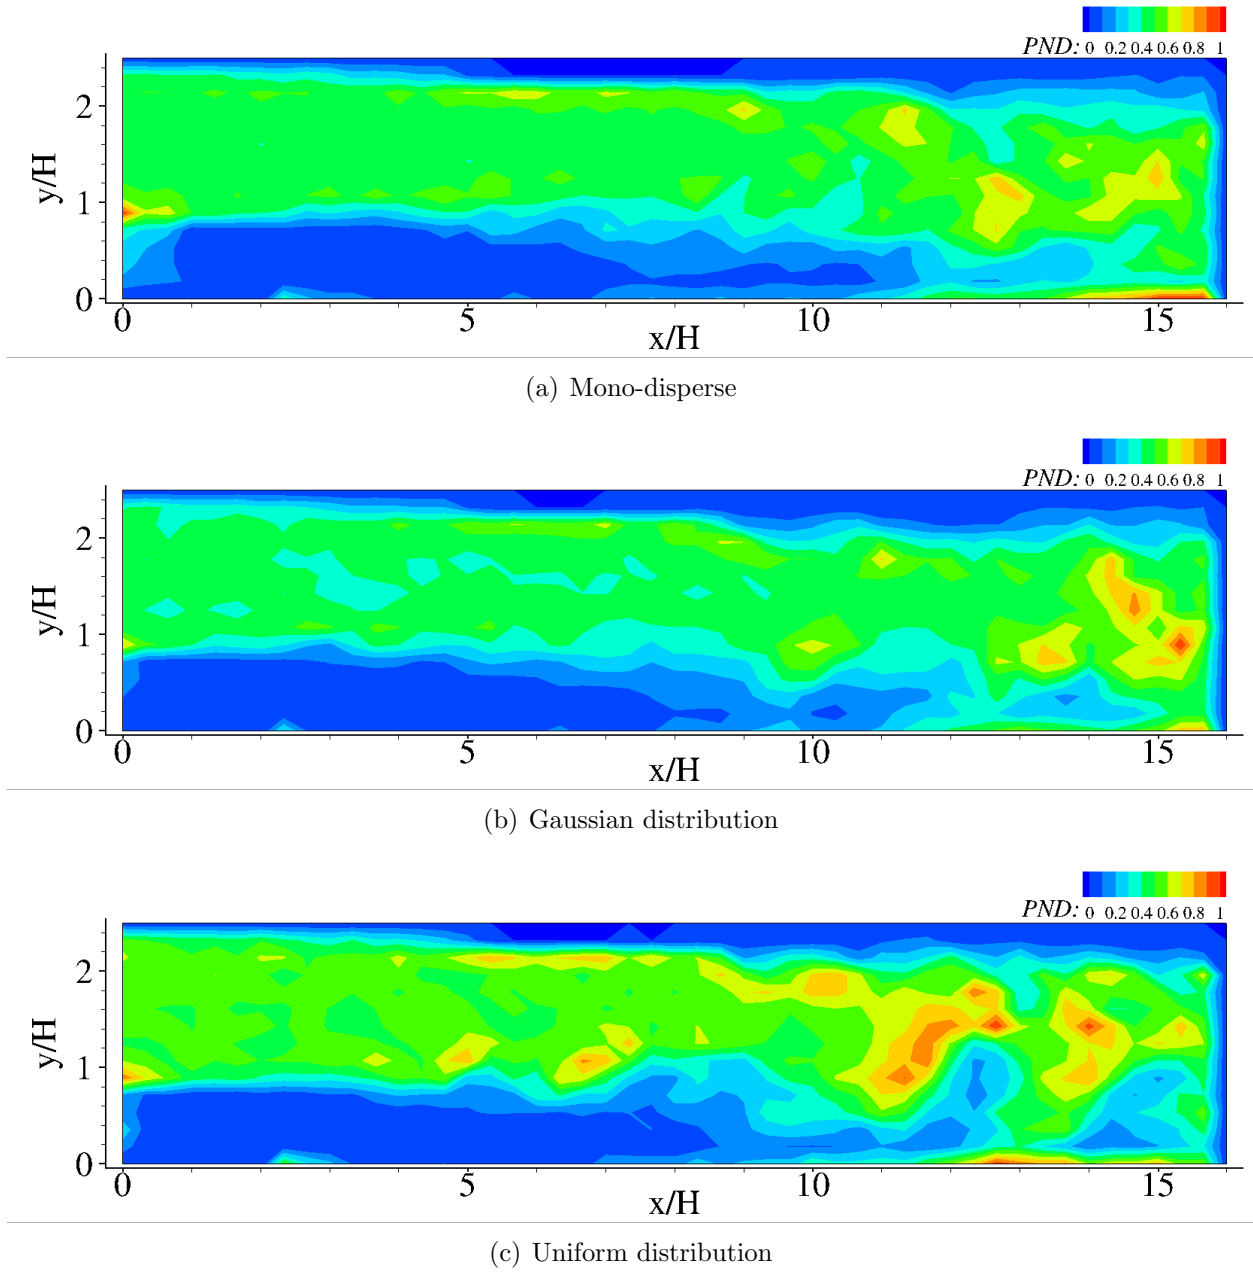 PND: 0 0.2 0.4 0.6 0.8 1
2
1
0
y/H
0 5 10 15
x/H
(a) Mono-disperse
PND: 0 0.2 0.4 0.6 0.8 1
2
1
0
y/H
0 5 10 15
x/H
(b) Gaussian distribution
PND: 0 0.2 0.4 0.6 0.8 1
2
1
0
y/H
0 5 10 15
x/H
(c) Uniform distribution